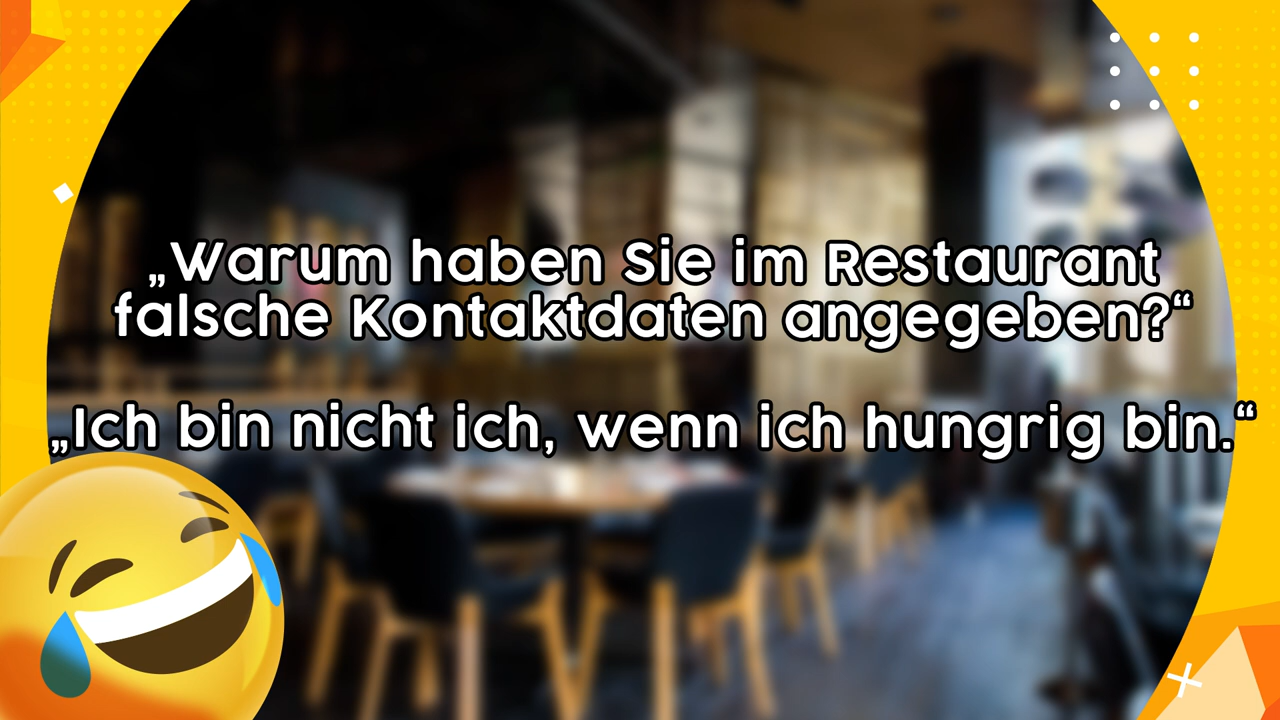 „Warum haben Sie im Restaurant
falsche Kontaktdaten angegeben?“
„Ich bin nicht ich, wenn ich hungrig bin.“